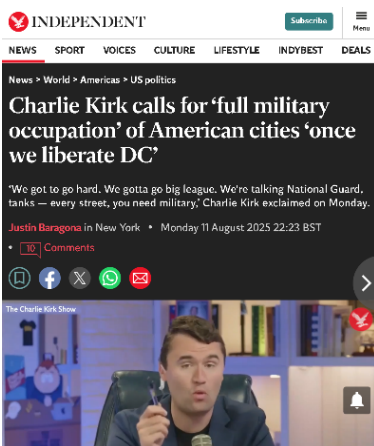 INDEPENDENT
Subscribe
Menu
NEWS SPORT VOICES CULTURE LIFESTYLE INDYBEST DEALS
News > World > Americas > US politics
Charlie Kirk calls for ‘full military
occupation’ of American cities ‘once
we liberate DC’
‘We got to go hard. We gotta go big league. We're talking National Guard,
tanks — every street, you need military,’ Charlie Kirk exclaimed on Monday.
Justin Baragona in New York • Monday 11 August 2025 22:23 BST
• 10 Comments
The Charlie Kirk Show